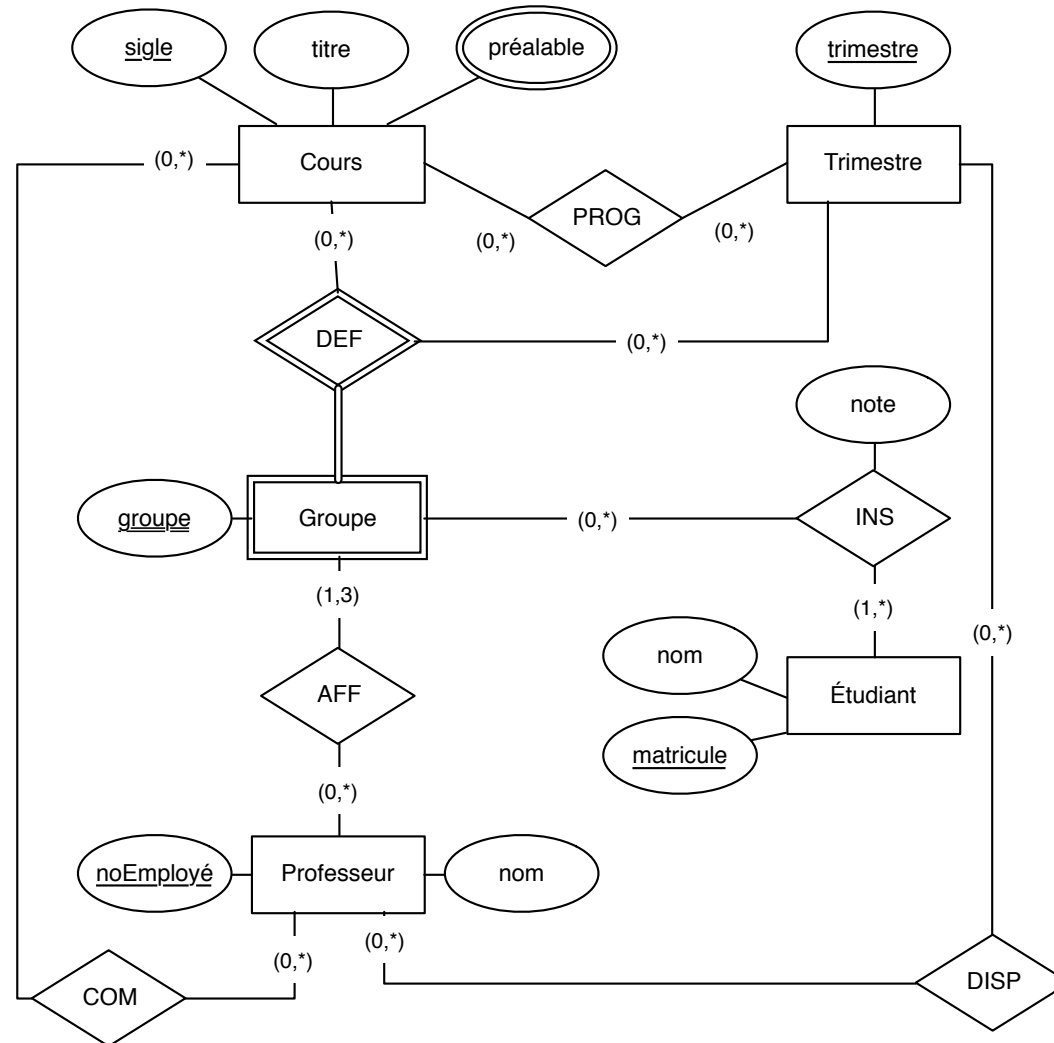 sigle
titre
préalable
trimestre
(0,*)
Cours
Trimestre
PROG
(0,*)
(0,*)
(0,*)
DEF
(0,*)
note
groupe
Groupe
(0,*)
INS
(1,3)
(1,*)
(0,*)
nom
Étudiant
AFF
matricule
(0,*)
noEmployé
Professeur
nom
(0,*)
(0,*)
COM
DISP